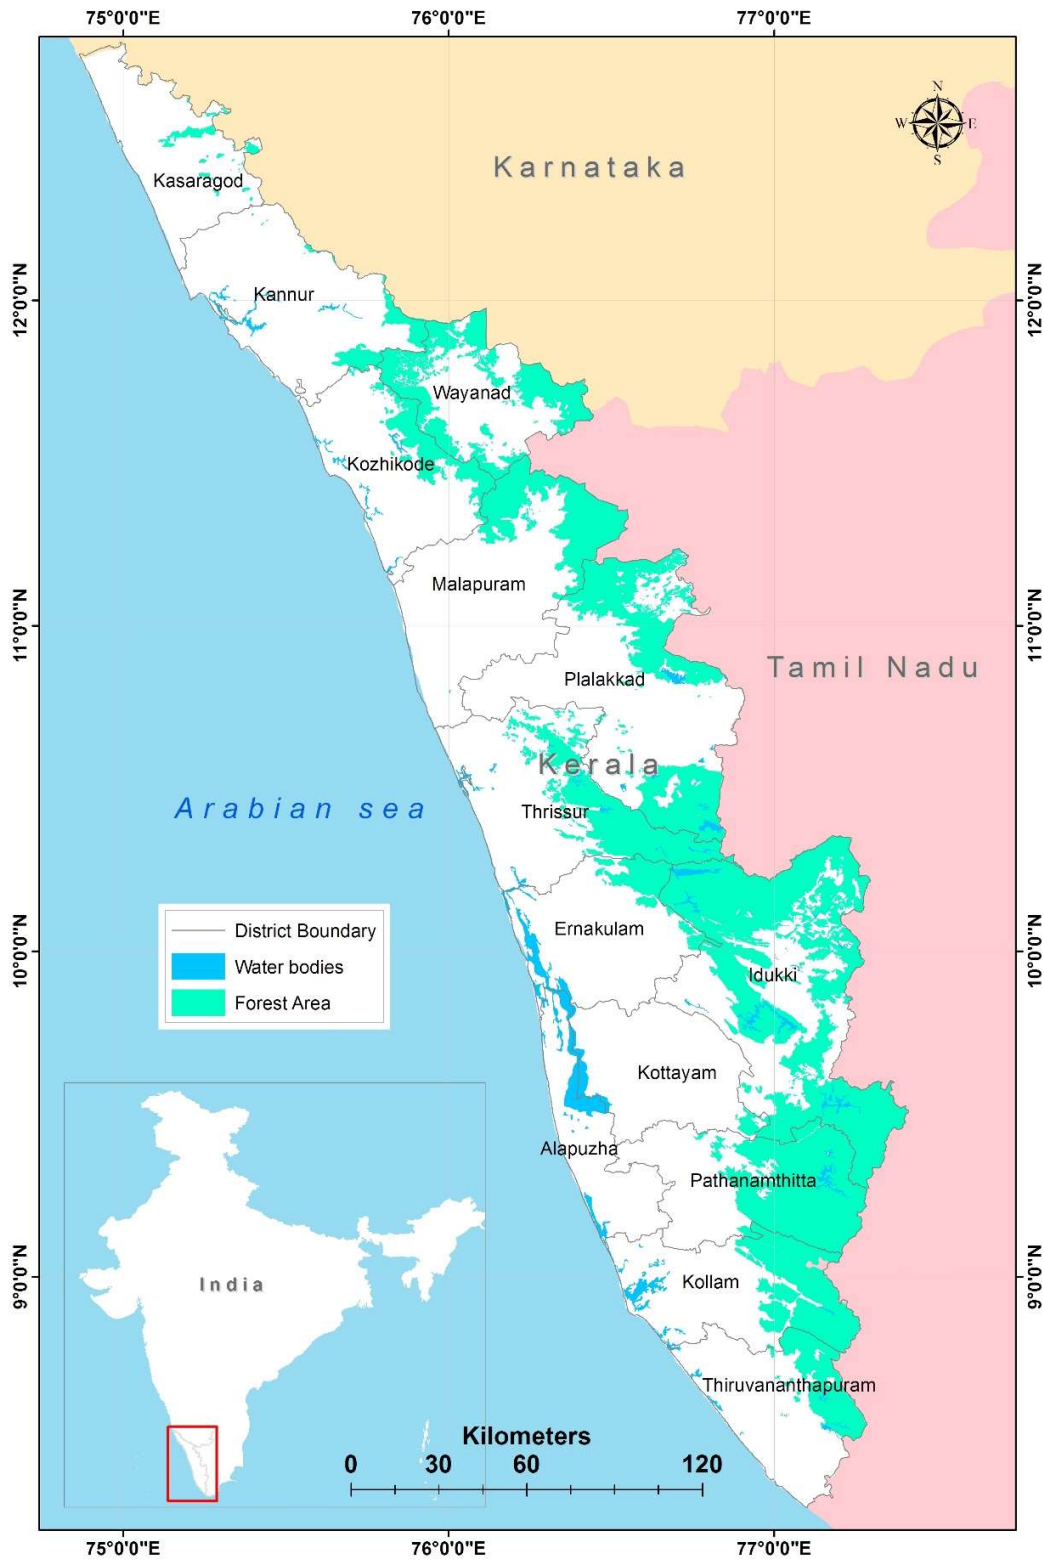 75°0'0"E 76°0'0"E 77°0'0"E
N
W E
S
Karnataka
Kasaragod
12°0'0"N 12°0'0"N
Kannur
Wayanad
Kozhikode
Malapuram
11°0'0"N 11°0'0"N
Tamil Nadu
Plalakkad
Kerala
Arabian sea
Thrissur
District Boundary
Water bodies
Forest Area
Ernakulam
10°0'0"N 10°0'0"N
Idukki
Kottayam
Alapuzha
Pathanamthitta
India
9°0'0"N 9°0'0"N
Kollam
Thiruvananthapuram
Kilometers
0 30 60 120
75°0'0"E 76°0'0"E 77°0'0"E